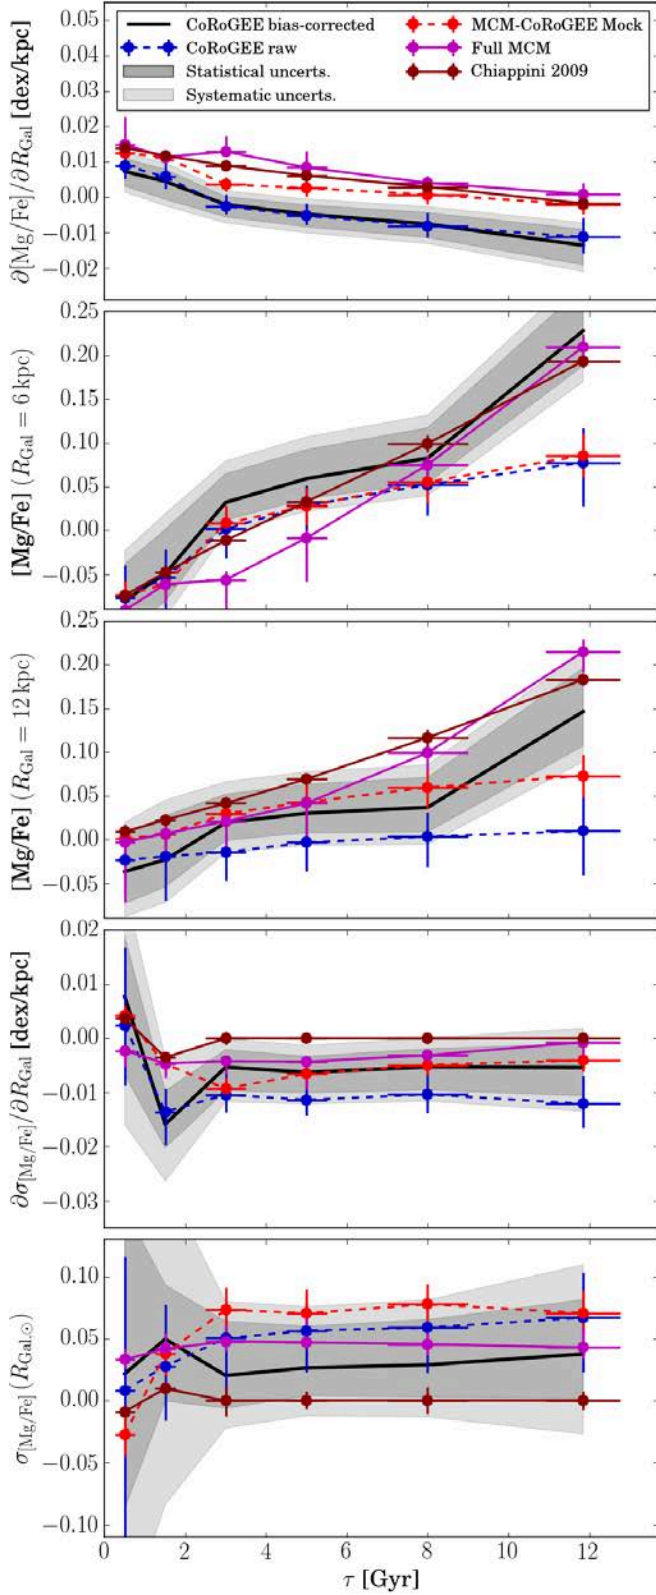 CoRoGEE bias-corrected
CoRoGEE raw
Statistical uncerts.
Systematic uncerts.
MCM-CoRoGEE Mock
Full MCM
Chiappini 2009
∂[Mg/Fe]/∂R_Gal [dex/kpc]
0.05
0.04
0.03
0.02
0.01
0.00
−0.01
−0.02
[Mg/Fe] (R_Gal = 6 kpc)
0.25
0.20
0.15
0.10
0.05
0.00
−0.05
[Mg/Fe] (R_Gal = 12 kpc)
0.25
0.20
0.15
0.10
0.05
0.00
−0.05
∂σ_[Mg/Fe]/∂R_Gal [dex/kpc]
0.02
0.01
0.00
−0.01
−0.02
−0.03
σ_[Mg/Fe](R_Gal,⊙)
0.10
0.05
0.00
−0.05
−0.10
0 2 4 6 8 10 12
τ [Gyr]